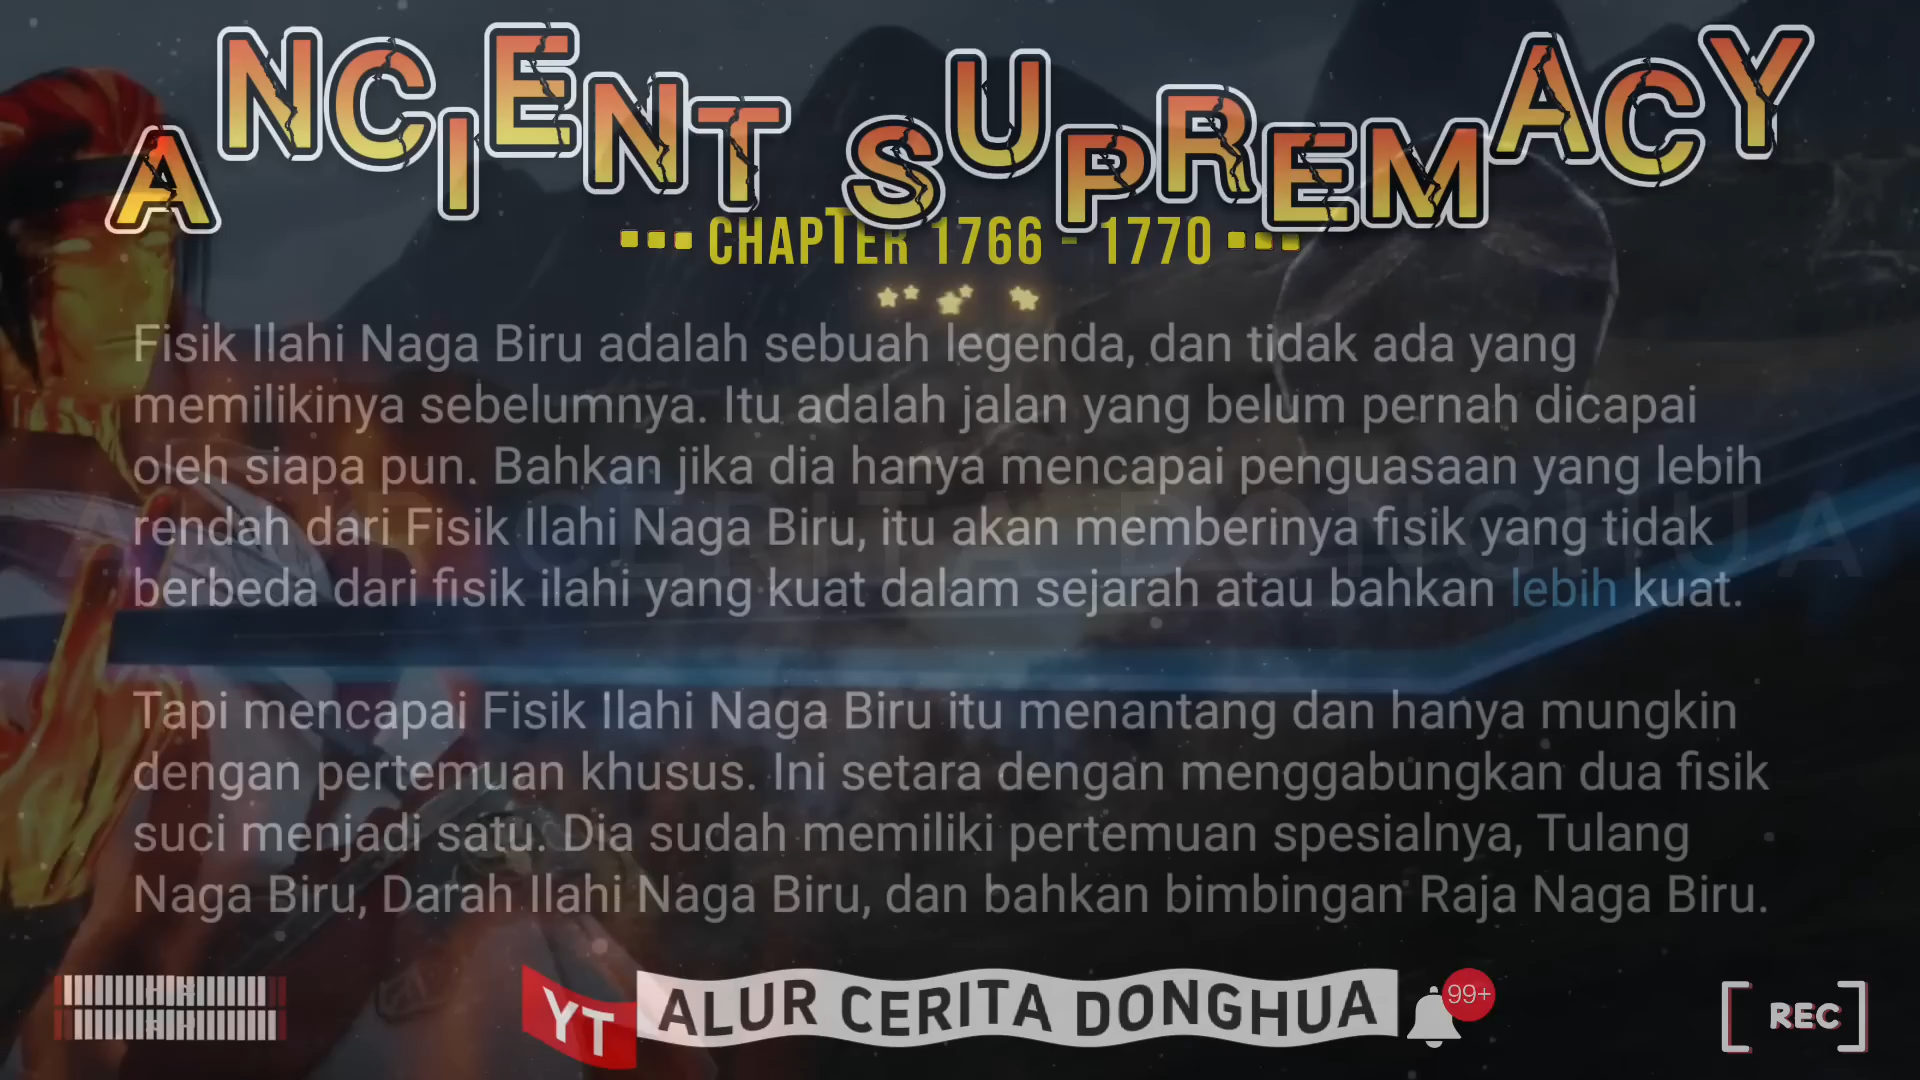 ANCIENT SUPREMACY
CHAPTER 1766 - 1770
Fisik Ilahi Naga Biru adalah sebuah legenda, dan tidak ada yang
memilikinya sebelumnya. Itu adalah jalan yang belum pernah dicapai
oleh siapa pun. Bahkan jika dia hanya mencapai penguasaan yang lebih
rendah dari Fisik Ilahi Naga Biru, itu akan memberinya fisik yang tidak
berbeda dari fisik ilahi yang kuat dalam sejarah atau bahkan lebih kuat.
ALUR CERITA DONGHUA
Tapi mencapai Fisik Ilahi Naga Biru itu menantang dan hanya mungkin
dengan pertemuan khusus. Ini setara dengan menggabungkan dua fisik
suci menjadi satu. Dia sudah memiliki pertemuan spesialnya, Tulang
Naga Biru, Darah Ilahi Naga Biru, dan bahkan bimbingan Raja Naga Biru.
YT ALUR CERITA DONGHUA 99+
REC